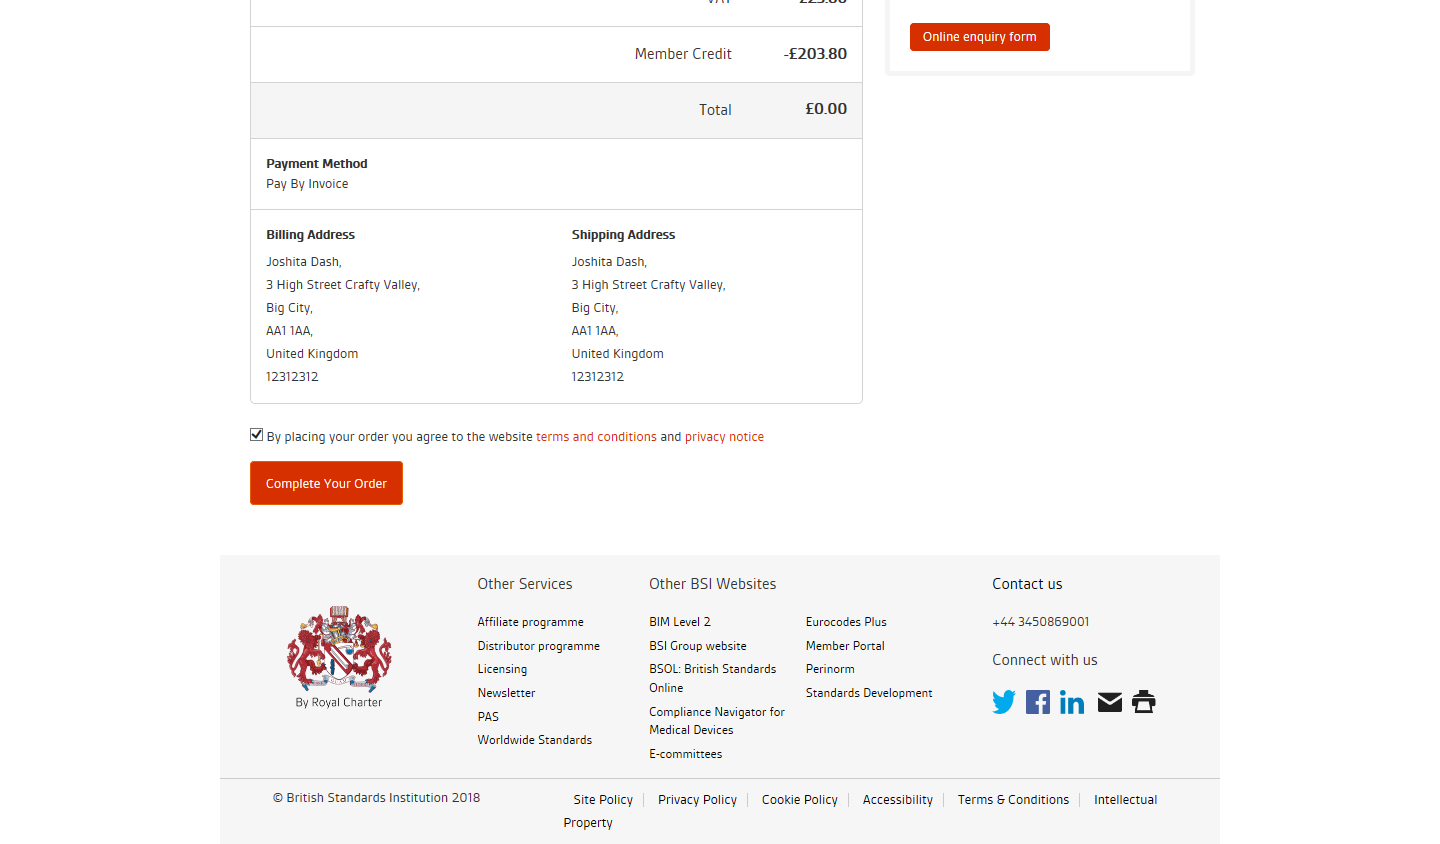 Online enquiry form
Member Credit -£203.80
Total £0.00
Payment Method
Pay By Invoice
Billing Address Shipping Address
Joshita Dash, Joshita Dash,
3 High Street Crafty Valley, 3 High Street Crafty Valley,
Big City, Big City,
AA1 1AA, AA1 1AA,
United Kingdom United Kingdom
12312312 12312312
By placing your order you agree to the website terms and conditions and privacy notice
Complete Your Order
Other Services
Affiliate programme
Distributor programme
Licensing
Newsletter
PAS
Worldwide Standards
Other BSI Websites
BIM Level 2
BSI Group website
BSOL: British Standards
Online
Compliance Navigator for
Medical Devices
E-committees
Eurocodes Plus
Member Portal
Perinorm
Standards Development
Contact us
+44 3450869001
Connect with us
By Royal Charter
© British Standards Institution 2018
Site Policy Privacy Policy Cookie Policy Accessibility Terms & Conditions Intellectual
Property